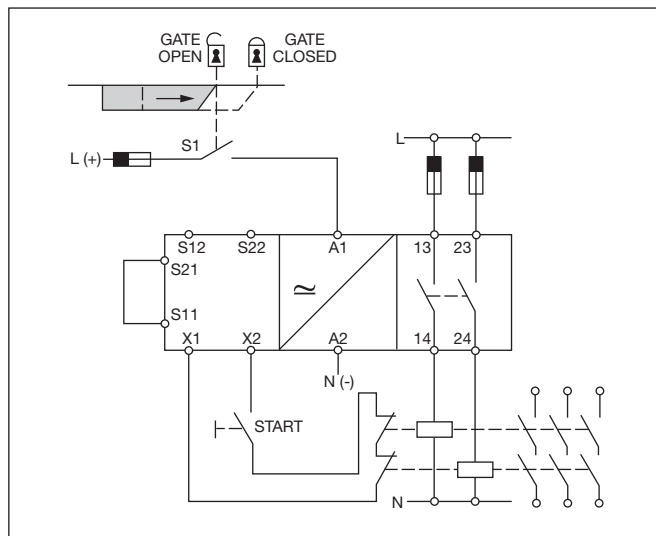 GATE OPEN
GATE CLOSED
S1
L (+)
L
S12
S22
A1
13
23
S21
≃
S11
X1
X2
A2
14
24
N (-)
START
N